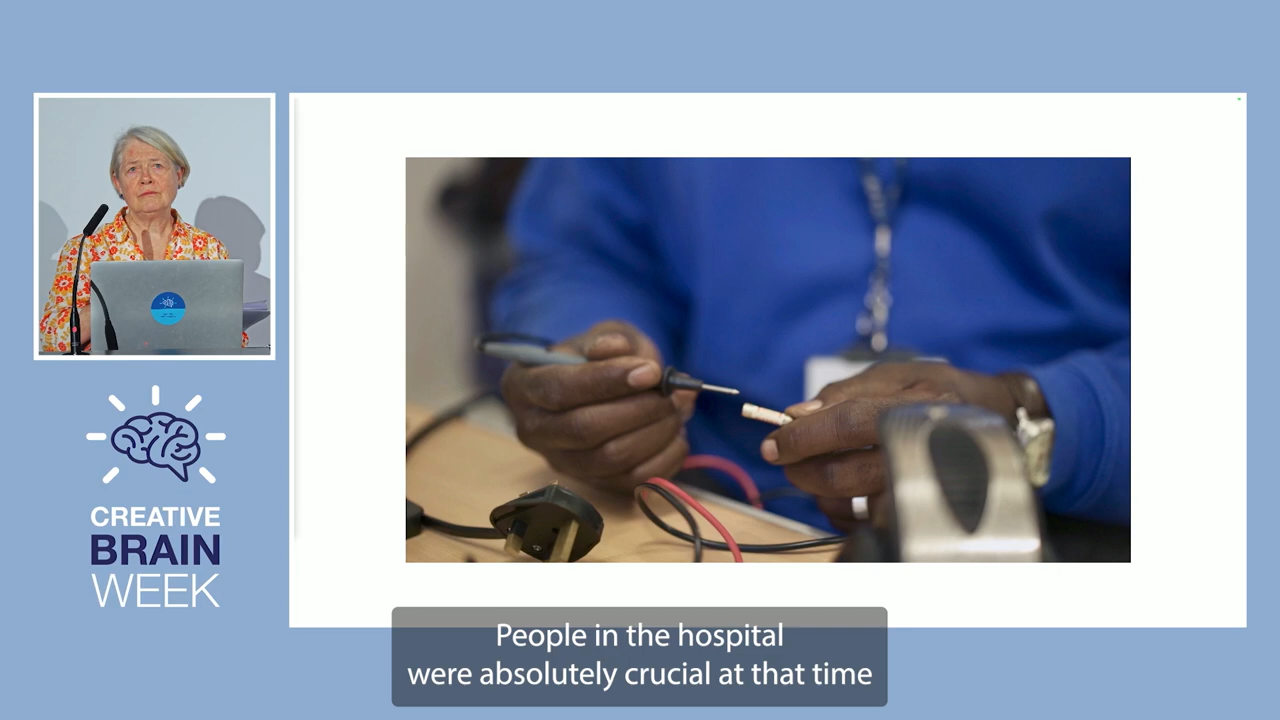 CREATIVE
BRAIN
WEEK
People in the hospital
were absolutely crucial at that time